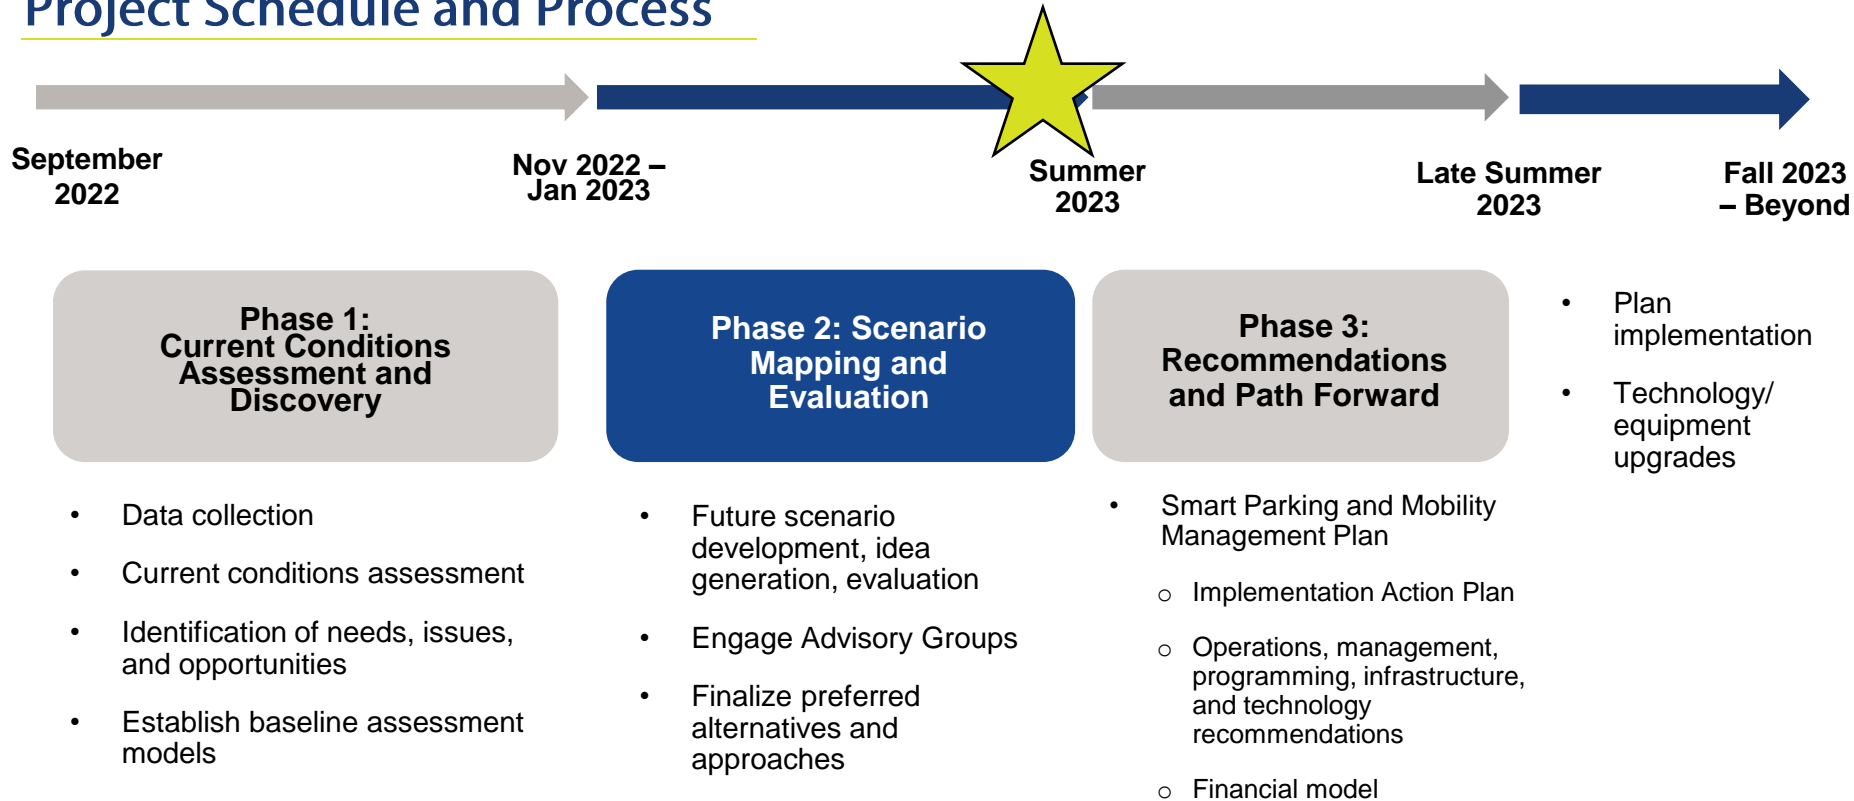 Project Schedule and Process
September
2022
Nov 2022 –
Jan 2023
Summer
2023
Late Summer
2023
Fall 2023
– Beyond
Phase 1:
Current Conditions
Assessment and
Discovery
• Data collection
• Current conditions assessment
• Identification of needs, issues,
and opportunities
• Establish baseline assessment
models
Phase 2: Scenario
Mapping and
Evaluation
• Future scenario
development, idea
generation, evaluation
• Engage Advisory Groups
• Finalize preferred
alternatives and
approaches
Phase 3:
Recommendations
and Path Forward
• Smart Parking and Mobility
Management Plan
o Implementation Action Plan
o Operations, management,
programming, infrastructure,
and technology
recommendations
o Financial model
• Plan
implementation
• Technology/
equipment
upgrades